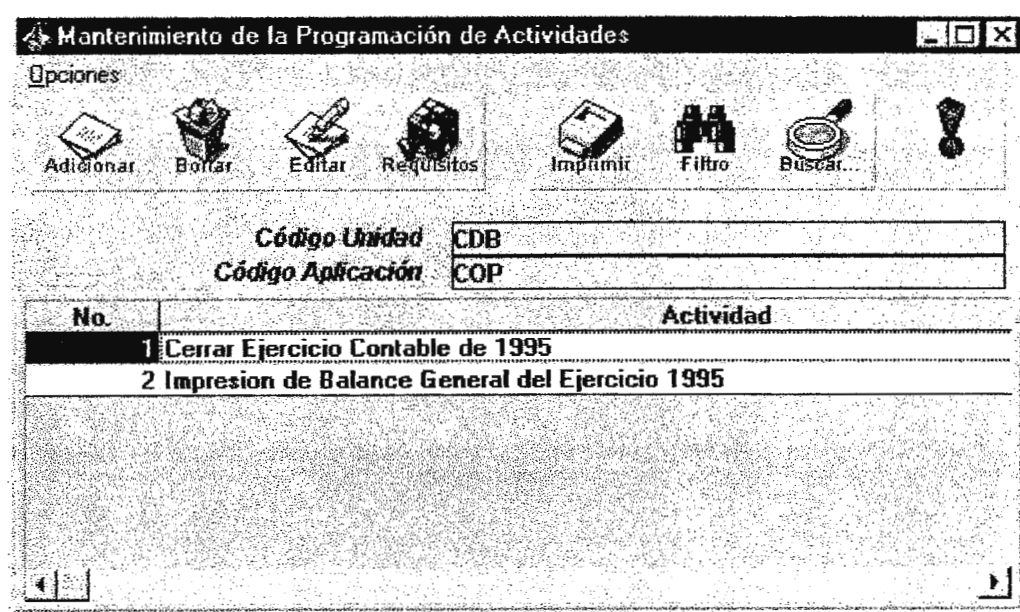 Mantenimiento de la Programación de Actividades
Opciones
Adicionar Borrar Editar Requisitos Imprimir Filtro Buscar...
Código Unidad CDB
Código Aplicación COP
No. Actividad
1 Cerrar Ejercicio Contable de 1995
2 Impresion de Balance General del Ejercicio 1995